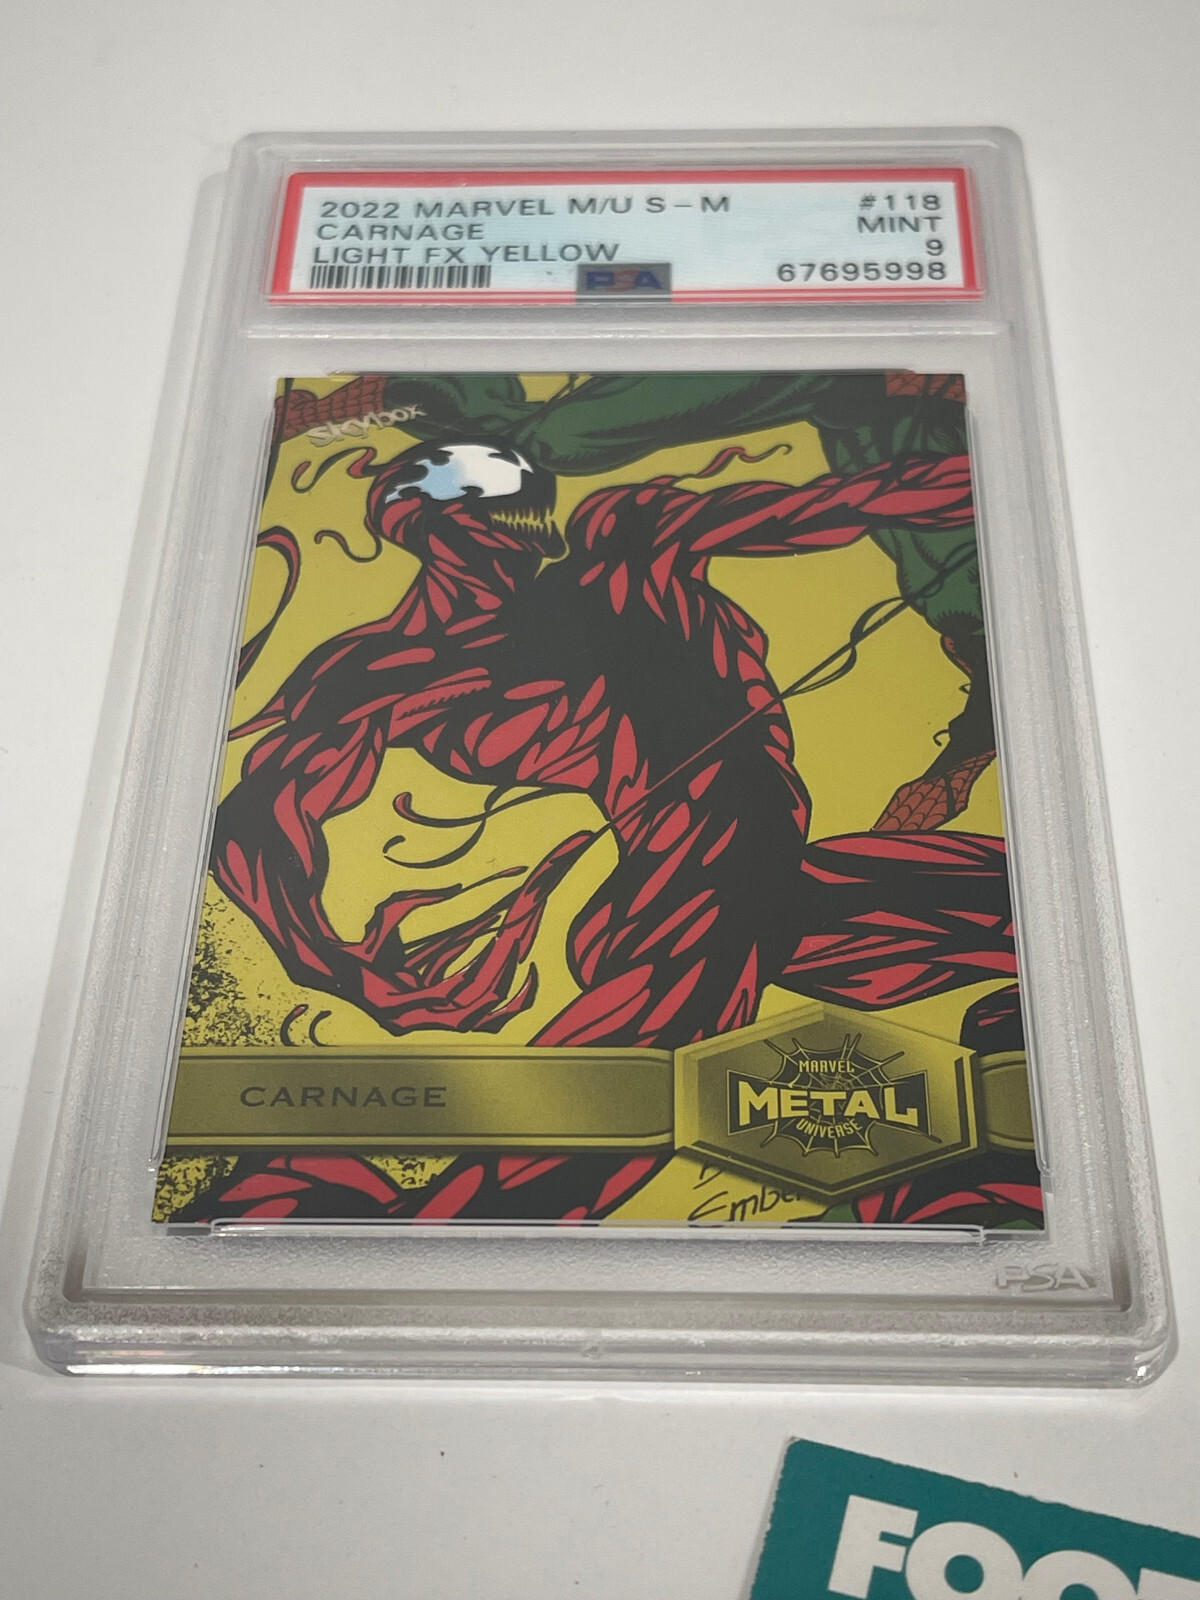 2022 MARVEL M/U S-M #118
CARNAGE MINT
LIGHT FX YELLOW 9
PSA 67695998
skybox
CARNAGE
MARVEL
METAL
UNIVERSE
PSA